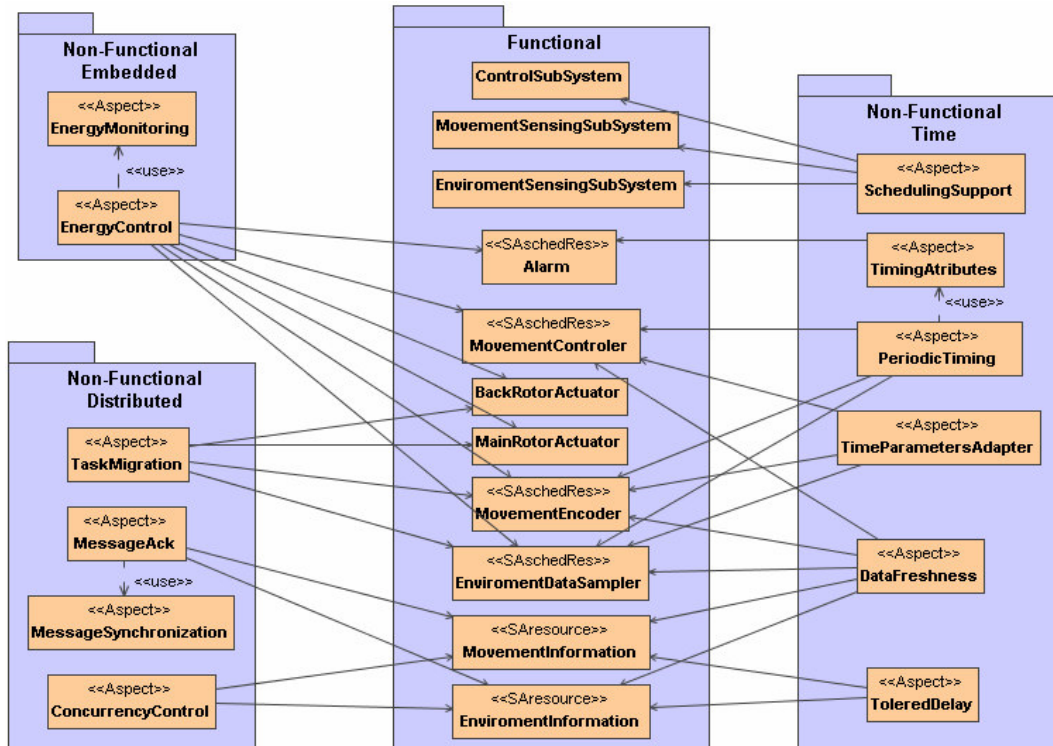 Non-Functional
Embedded
<<Aspect>>
EnergyMonitoring
<<use>>
<<Aspect>>
EnergyControl
Non-Functional
Distributed
<<Aspect>>
TaskMigration
<<Aspect>>
MessageAck
<<use>>
<<Aspect>>
MessageSynchronization
<<Aspect>>
ConcurrencyControl
Functional
ControlSubSystem
MovementSensingSubSystem
EnviromentSensingSubSystem
<<SAschedRes>>
Alarm
<<SAschedRes>>
MovementControler
BackRotorActuator
MainRotorActuator
<<SAschedRes>>
MovementEncoder
<<SAschedRes>>
EnviromentDataSampler
<<SAresource>>
MovementInformation
<<SAresource>>
EnviromentInformation
Non-Functional
Time
<<Aspect>>
SchedulingSupport
<<Aspect>>
TimingAtributes
<<use>>
<<Aspect>>
PeriodicTiming
<<Aspect>>
TimeParametersAdapter
<<Aspect>>
DataFreshness
<<Aspect>>
ToleredDelay